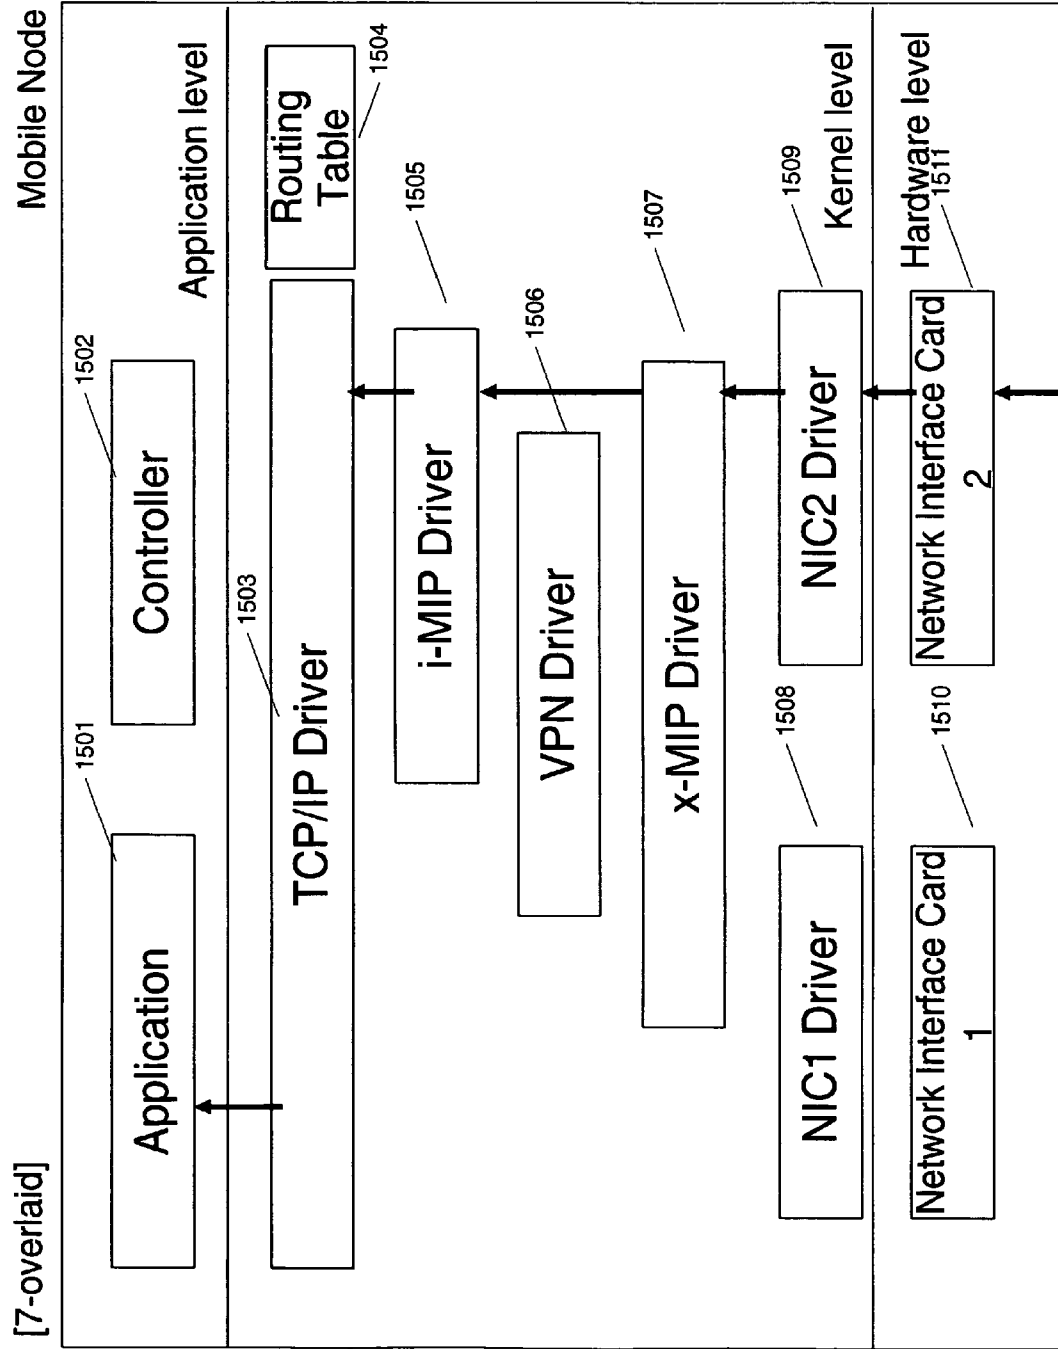 [7-overlaid]
Mobile Node
Application level
1501
Application
1502
Controller
1503
TCP/IP Driver
1504
Routing
Table
1505
i-MIP Driver
1506
VPN Driver
1507
x-MIP Driver
1508
NIC1 Driver
1509
NIC2 Driver
Kernel level
Hardware level
1510
Network Interface Card
1
1511
Network Interface Card
2